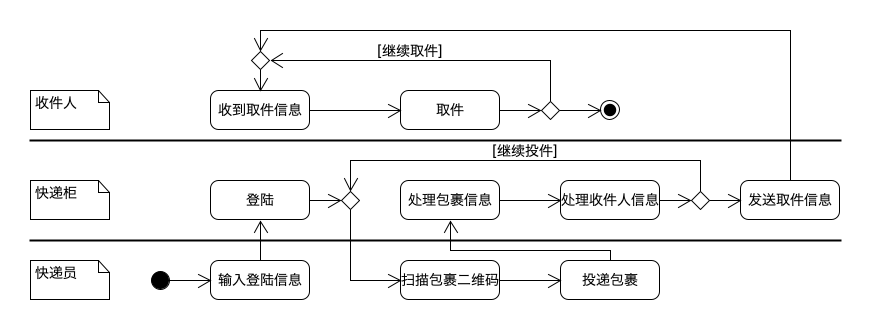 [继续取件]
收件人
收到取件信息
取件
[继续投件]
快递柜
登陆
处理包裹信息
处理收件人信息
发送取件信息
快递员
输入登陆信息
扫描包裹二维码
投递包裹